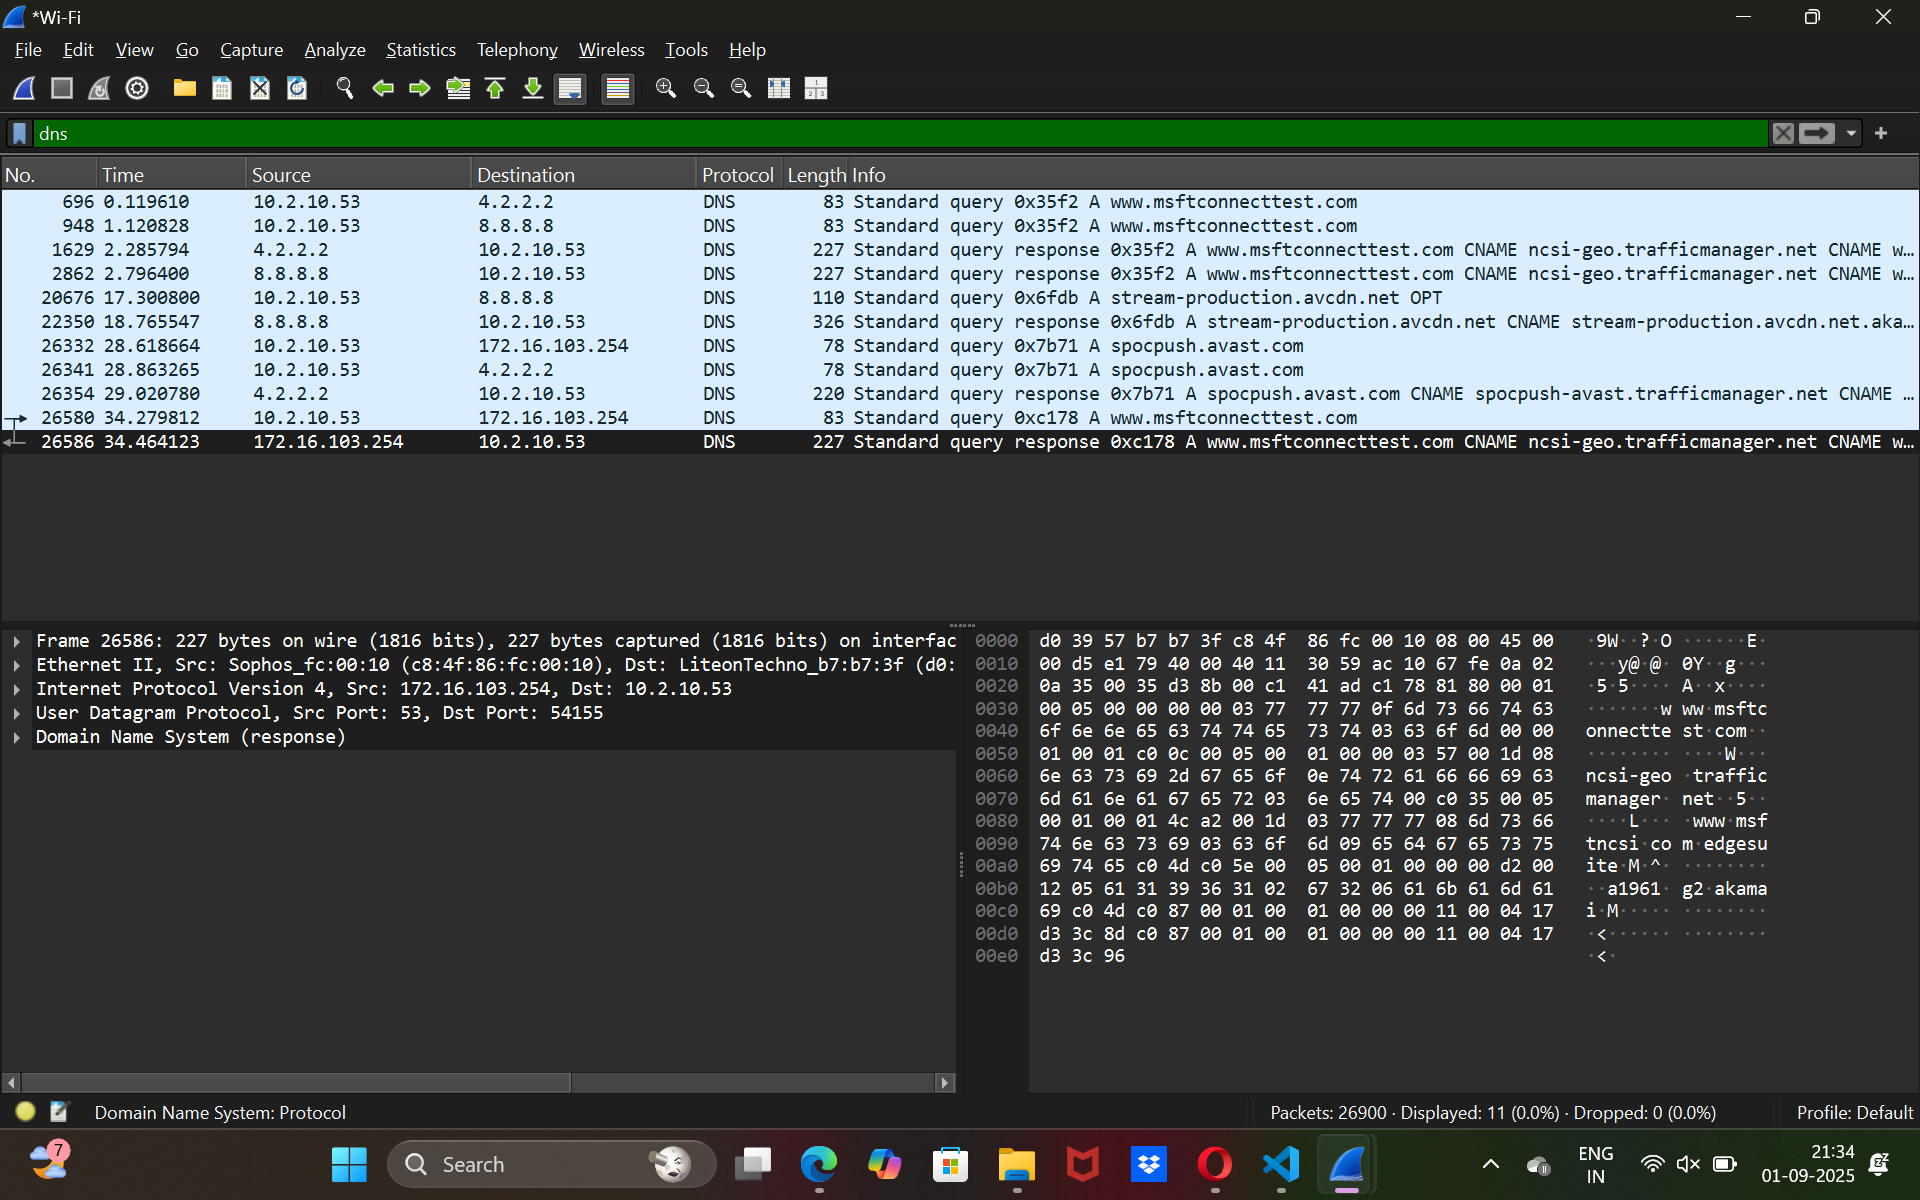 *Wi-Fi
File Edit View Go Capture Analyze Statistics Telephony Wireless Tools Help
dns
No. Time Source Destination Protocol Length Info
696 0.119610 10.2.10.53 4.2.2.2 DNS 83 Standard query 0x35f2 A www.msftconnecttest.com
948 1.120828 10.2.10.53 8.8.8.8 DNS 83 Standard query 0x35f2 A www.msftconnecttest.com
1629 2.285794 4.2.2.2 10.2.10.53 DNS 227 Standard query response 0x35f2 A www.msftconnecttest.com CNAME ncsi-geo.trafficmanager.net CNAME w…
2862 2.796400 8.8.8.8 10.2.10.53 DNS 227 Standard query response 0x35f2 A www.msftconnecttest.com CNAME ncsi-geo.trafficmanager.net CNAME w…
20676 17.300800 10.2.10.53 8.8.8.8 DNS 110 Standard query 0x6fdb A stream-production.avcdn.net OPT
22350 18.765547 8.8.8.8 10.2.10.53 DNS 326 Standard query response 0x6fdb A stream-production.avcdn.net CNAME stream-production.avcdn.net.aka…
26332 28.618664 10.2.10.53 172.16.103.254 DNS 78 Standard query 0x7b71 A spocpush.avast.com
26341 28.863265 10.2.10.53 4.2.2.2 DNS 78 Standard query 0x7b71 A spocpush.avast.com
26354 29.020780 4.2.2.2 10.2.10.53 DNS 220 Standard query response 0x7b71 A spocpush.avast.com CNAME spocpush-avast.trafficmanager.net CNAME …
26580 34.279812 10.2.10.53 172.16.103.254 DNS 83 Standard query 0xc178 A www.msftconnecttest.com
26586 34.464123 172.16.103.254 10.2.10.53 DNS 227 Standard query response 0xc178 A www.msftconnecttest.com CNAME ncsi-geo.trafficmanager.net CNAME w…
Frame 26586: 227 bytes on wire (1816 bits), 227 bytes captured (1816 bits) on interfac
Ethernet II, Src: Sophos_fc:00:10 (c8:4f:86:fc:00:10), Dst: LiteonTechno_b7:b7:3f (d0:
Internet Protocol Version 4, Src: 172.16.103.254, Dst: 10.2.10.53
User Datagram Protocol, Src Port: 53, Dst Port: 54155
Domain Name System (response)
0000 d0 39 57 b7 b7 3f c8 4f 86 fc 00 10 08 00 45 00 ·9W··?·O ······E·
0010 00 d5 e1 79 40 00 40 11 30 59 ac 10 67 fe 0a 02 ···y@·@· 0Y··g···
0020 0a 35 00 35 d3 8b 00 c1 41 ad c1 78 81 80 00 01 ·5·5···· A··x····
0030 00 05 00 00 00 00 03 77 77 77 0f 6d 73 66 74 63 ·······w ww·msftc
0040 6f 6e 6e 65 63 74 74 65 73 74 03 63 6f 6d 00 00 onnectte st·com··
0050 01 00 01 c0 0c 00 05 00 01 00 00 03 57 00 1d 08 ········ ····W···
0060 6e 63 73 69 2d 67 65 6f 0e 74 72 61 66 66 69 63 ncsi-geo ·traffic
0070 6d 61 6e 61 67 65 72 03 6e 65 74 00 c0 35 00 05 manager· net··5··
0080 00 01 00 01 4c a2 00 1d 03 77 77 77 08 6d 73 66 ····L··· ·www·msf
0090 74 6e 63 73 69 03 63 6f 6d 09 65 64 67 65 73 75 tncsi·co m·edgesu
00a0 69 74 65 c0 4d c0 5e 00 05 00 01 00 00 00 d2 00 ite·M·^· ········
00b0 12 05 61 31 39 36 31 02 67 32 06 61 6b 61 6d 61 ··a1961· g2·akama
00c0 69 c0 4d c0 87 00 01 00 01 00 00 00 11 00 04 17 i·M····· ········
00d0 d3 3c 8d c0 87 00 01 00 01 00 00 00 11 00 04 17 ·<······ ········
00e0 d3 3c 96 ·<·
Domain Name System: Protocol
Packets: 26900 · Displayed: 11 (0.0%) · Dropped: 0 (0.0%)
Profile: Default
7
Search
ENG
IN
21:34
01-09-2025